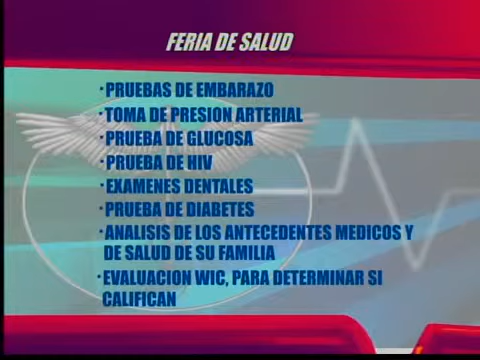 FERIA DE SALUD
·PRUEBAS DE EMBARAZO
·TOMA DE PRESION ARTERIAL
·PRUEBA DE GLUCOSA
·PRUEBA DE HIV
·EXAMENES DENTALES
·PRUEBA DE DIABETES
·ANALISIS DE LOS ANTECEDENTES MEDICOS Y
DE SALUD DE SU FAMILIA
·EVALUACION WIC, PARA DETERMINAR SI
CALIFICAN